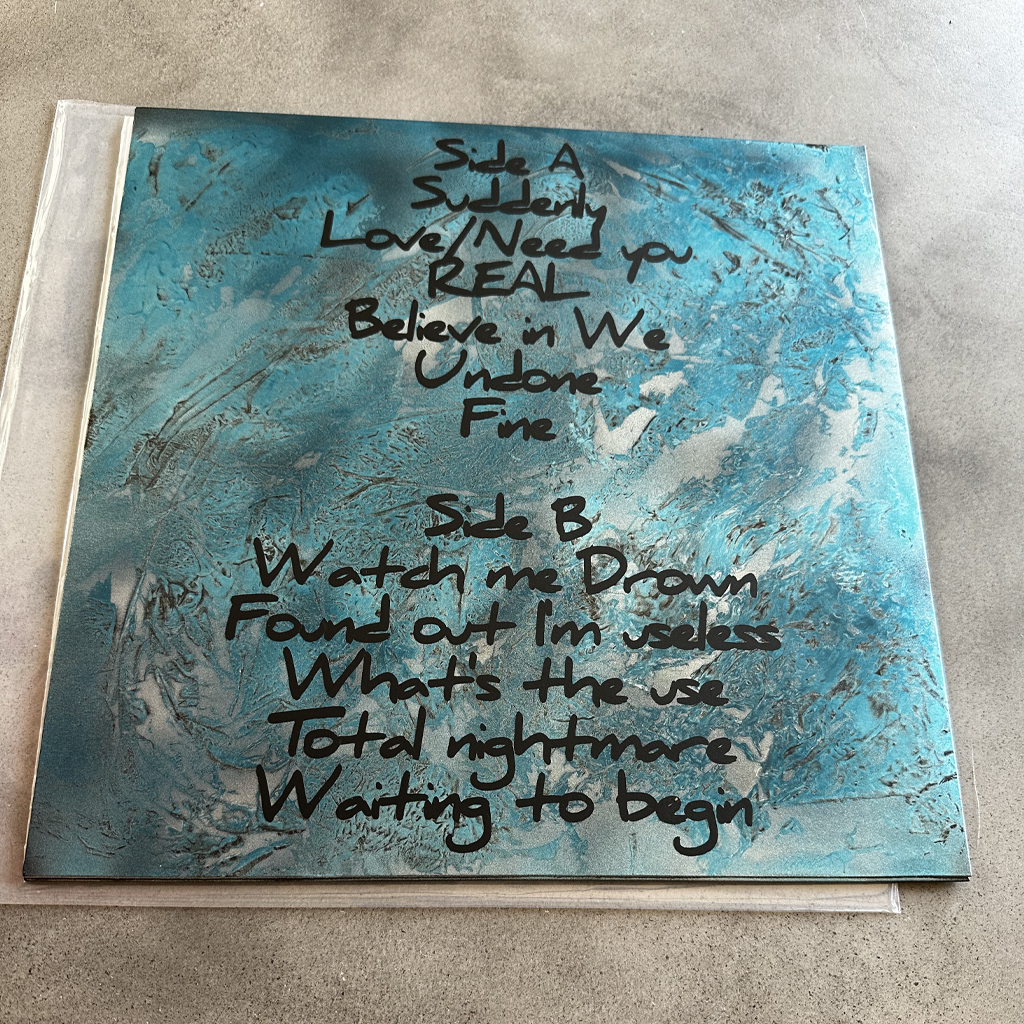 Side A
Suddenly
Love/Need you
REAL
Believe in We
Undone
Fine
Side B
Watch me Drown
Found out I'm useless
What's the use
Total nightmare
Waiting to begin